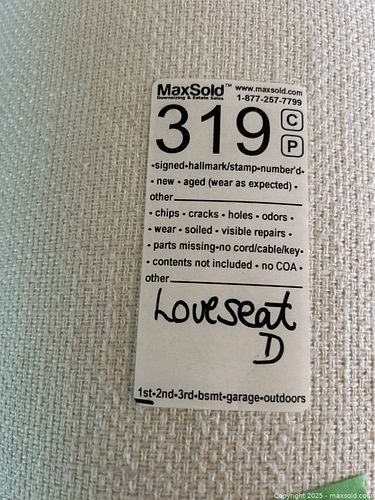 MaxSold™ www.maxsold.com
Downsizing & Estate Sales 1-877-257-7799
319 C
P
•signed•hallmark/stamp•number'd•
• new • aged (wear as expected) •
other
• chips • cracks • holes • odors •
• wear • soiled • visible repairs •
• parts missing•no cord/cable/key•
• contents not included • no COA •
other
Loveseat
D
1st•2nd•3rd•bsmt•garage•outdoors
Copyright 2025 - maxsold.com